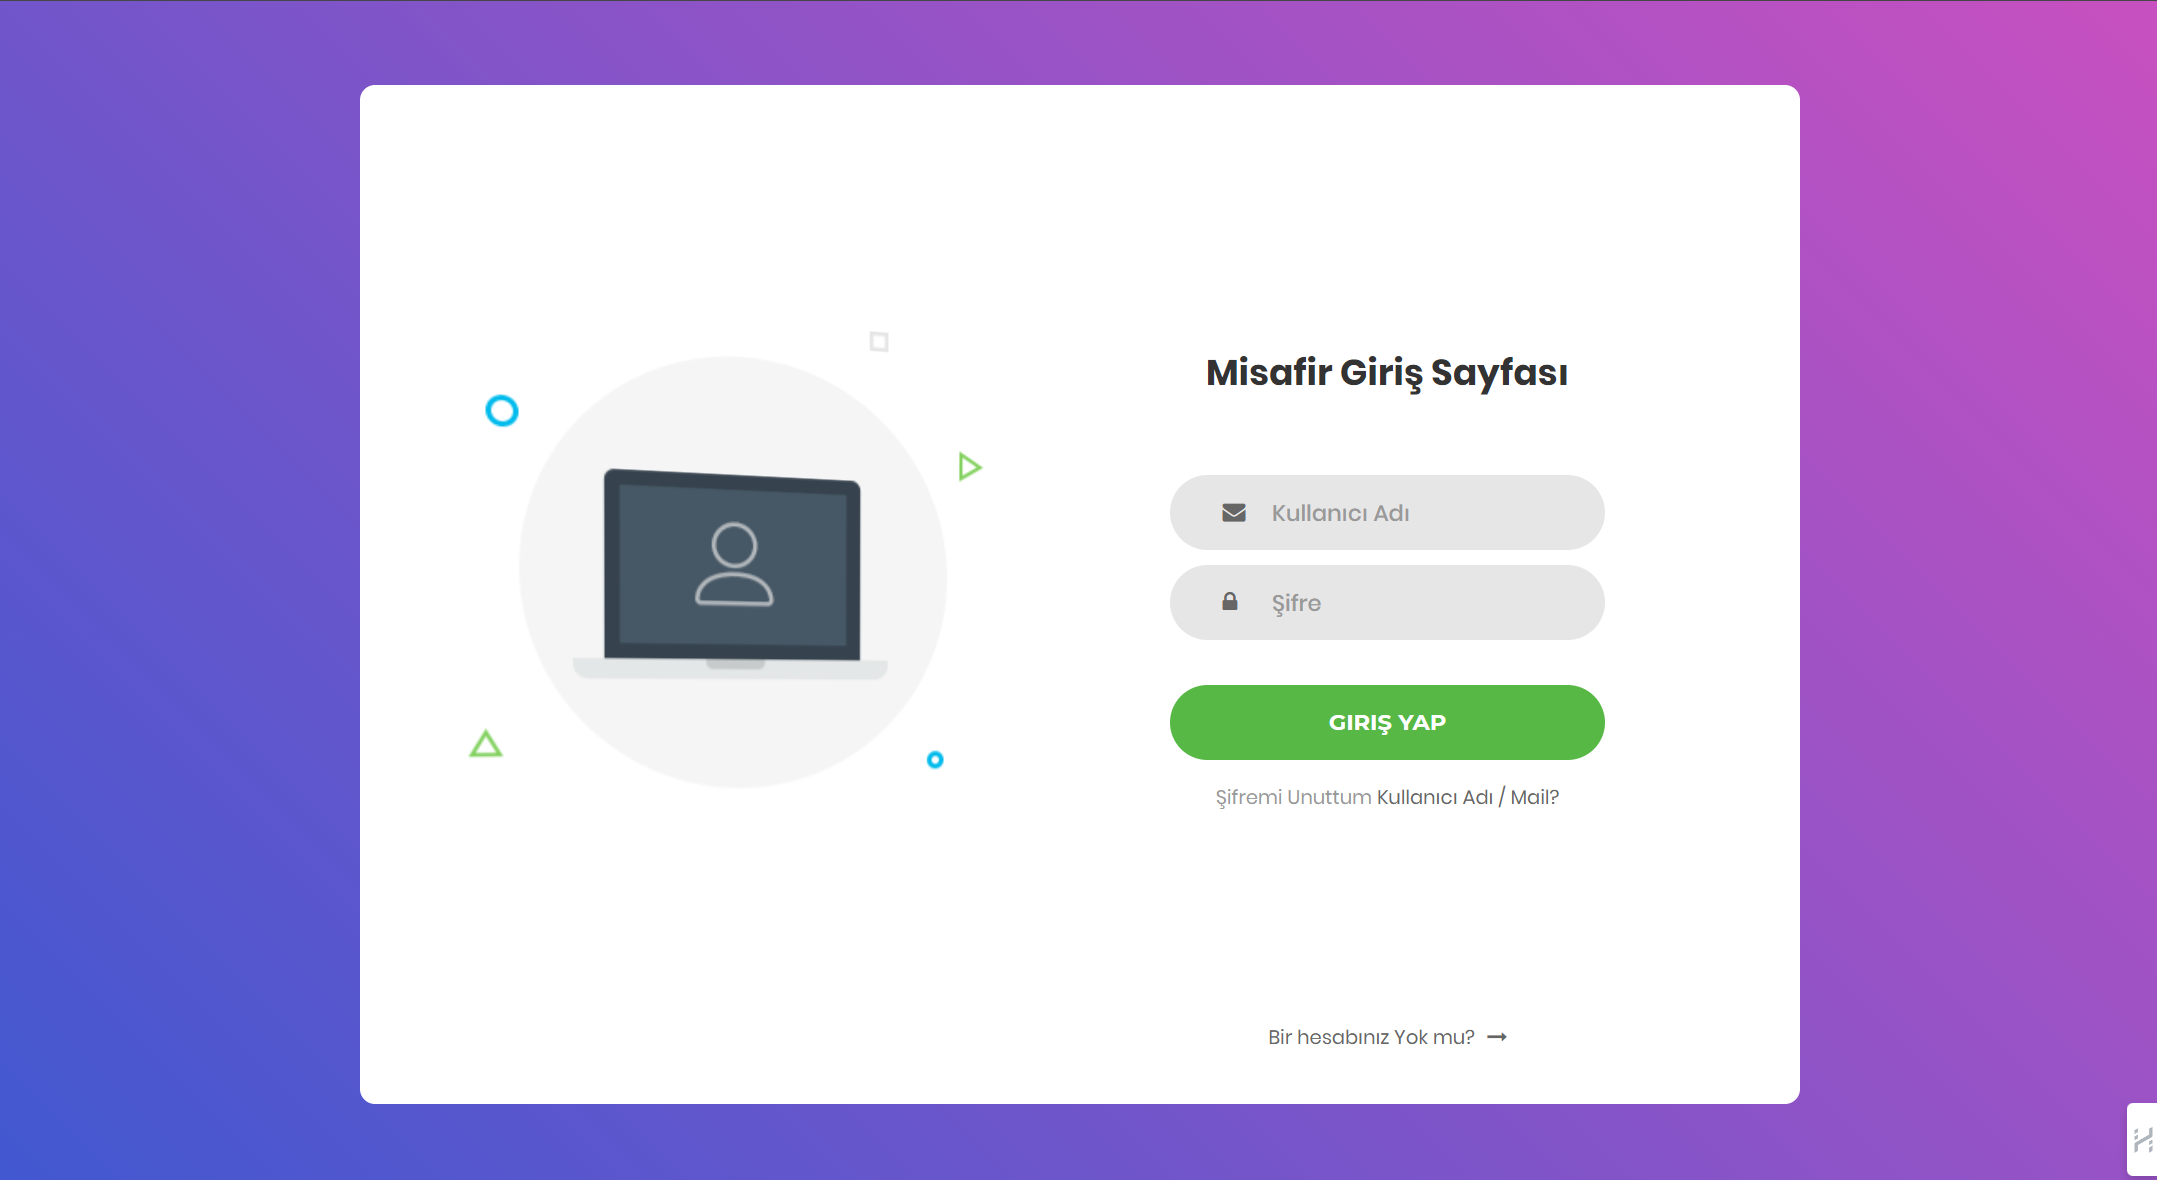 Misafir Giriş Sayfası
Kullanıcı Adı
Şifre
GIRIŞ YAP
Şifremi Unuttum Kullanıcı Adı / Mail?
Bir hesabınız Yok mu?